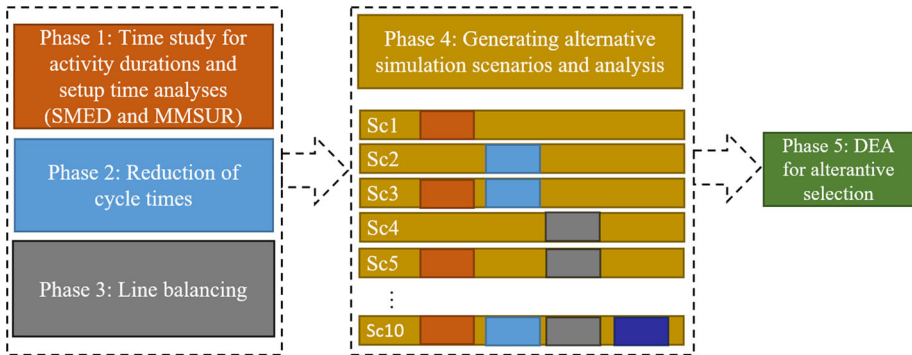 Phase 1: Time study for
activity durations and
setup time analyses
(SMED and MMSUR)
Phase 2: Reduction of
cycle times
Phase 3: Line balancing
Phase 4: Generating alternative
simulation scenarios and analysis
Sc1
Sc2
Sc3
Sc4
Sc5
⋮
Sc10
Phase 5: DEA
for alterantive
selection